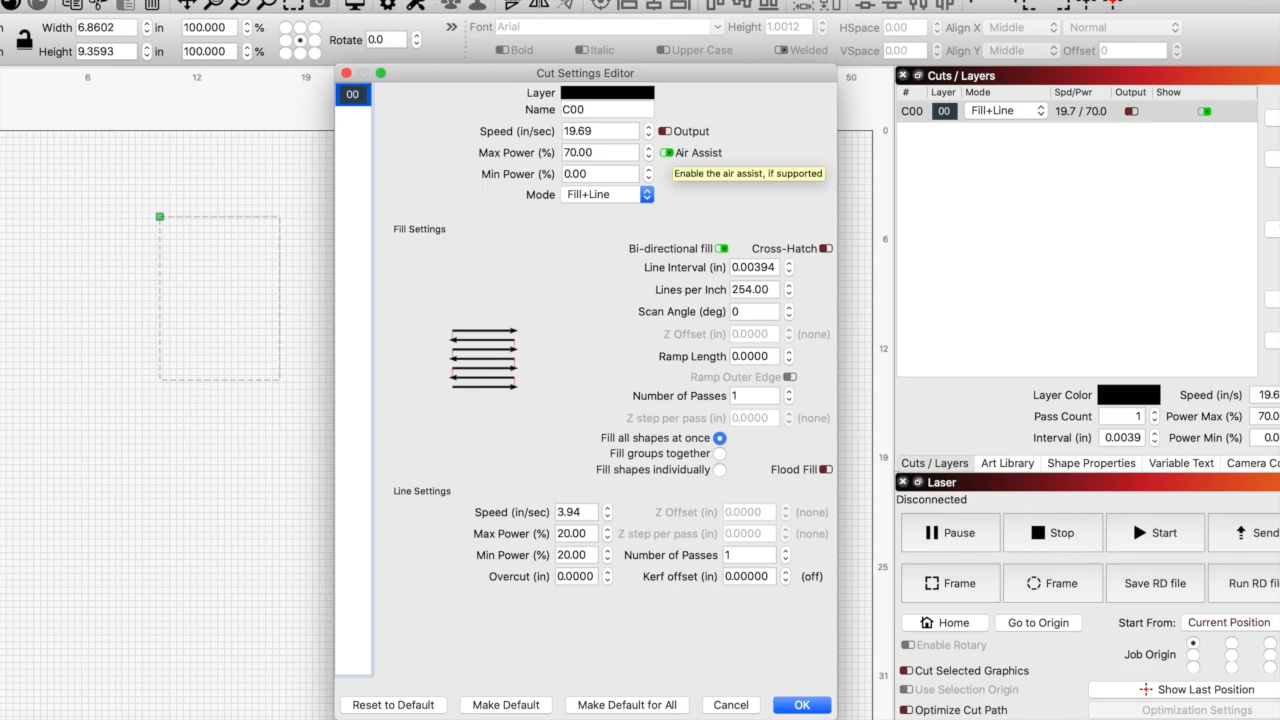 Width 6.8602 in 100.000 %
Height 9.3593 in 100.000 %
Rotate 0.0
Font Arial
Height 1.0012
HSpace 0.00
Align X Middle
Normal
Bold Italic Upper Case Welded
VSpace 0.00
Align Y Middle
Offset 0
6 12 19 50
0
6
12
19
25
31
Cut Settings Editor
00
Layer
Name C00
Speed (in/sec) 19.69
Output
Max Power (%) 70.00
Air Assist
Min Power (%) 0.00
Enable the air assist, if supported
Mode Fill+Line
Fill Settings
Bi-directional fill Cross-Hatch
Line Interval (in) 0.00394
Lines per Inch 254.00
Scan Angle (deg) 0
Z Offset (in) 0.0000 (none)
Ramp Length 0.0000
Ramp Outer Edge
Number of Passes 1
Z step per pass (in) 0.0000 (none)
Fill all shapes at once
Fill groups together
Fill shapes individually Flood Fill
Line Settings
Speed (in/sec) 3.94 Z Offset (in) 0.0000 (none)
Max Power (%) 20.00 Z step per pass (in) 0.0000 (none)
Min Power (%) 20.00 Number of Passes 1
Overcut (in) 0.0000 Kerf offset (in) 0.00000 (off)
Reset to Default Make Default Make Default for All Cancel OK
Cuts / Layers
# Layer Mode Spd/Pwr Output Show
C00 00 Fill+Line 19.7 / 70.0
Layer Color Speed (in/s) 19.6
Pass Count 1 Power Max (%) 70.0
Interval (in) 0.0039 Power Min (%) 0.0
Cuts / Layers Art Library Shape Properties Variable Text Camera Co
Laser
Disconnected
Pause Stop Start Send
Frame Frame Save RD file Run RD fil
Home Go to Origin Start From: Current Position
Enable Rotary
Job Origin
Cut Selected Graphics
Use Selection Origin Show Last Position
Optimize Cut Path Optimization Settings